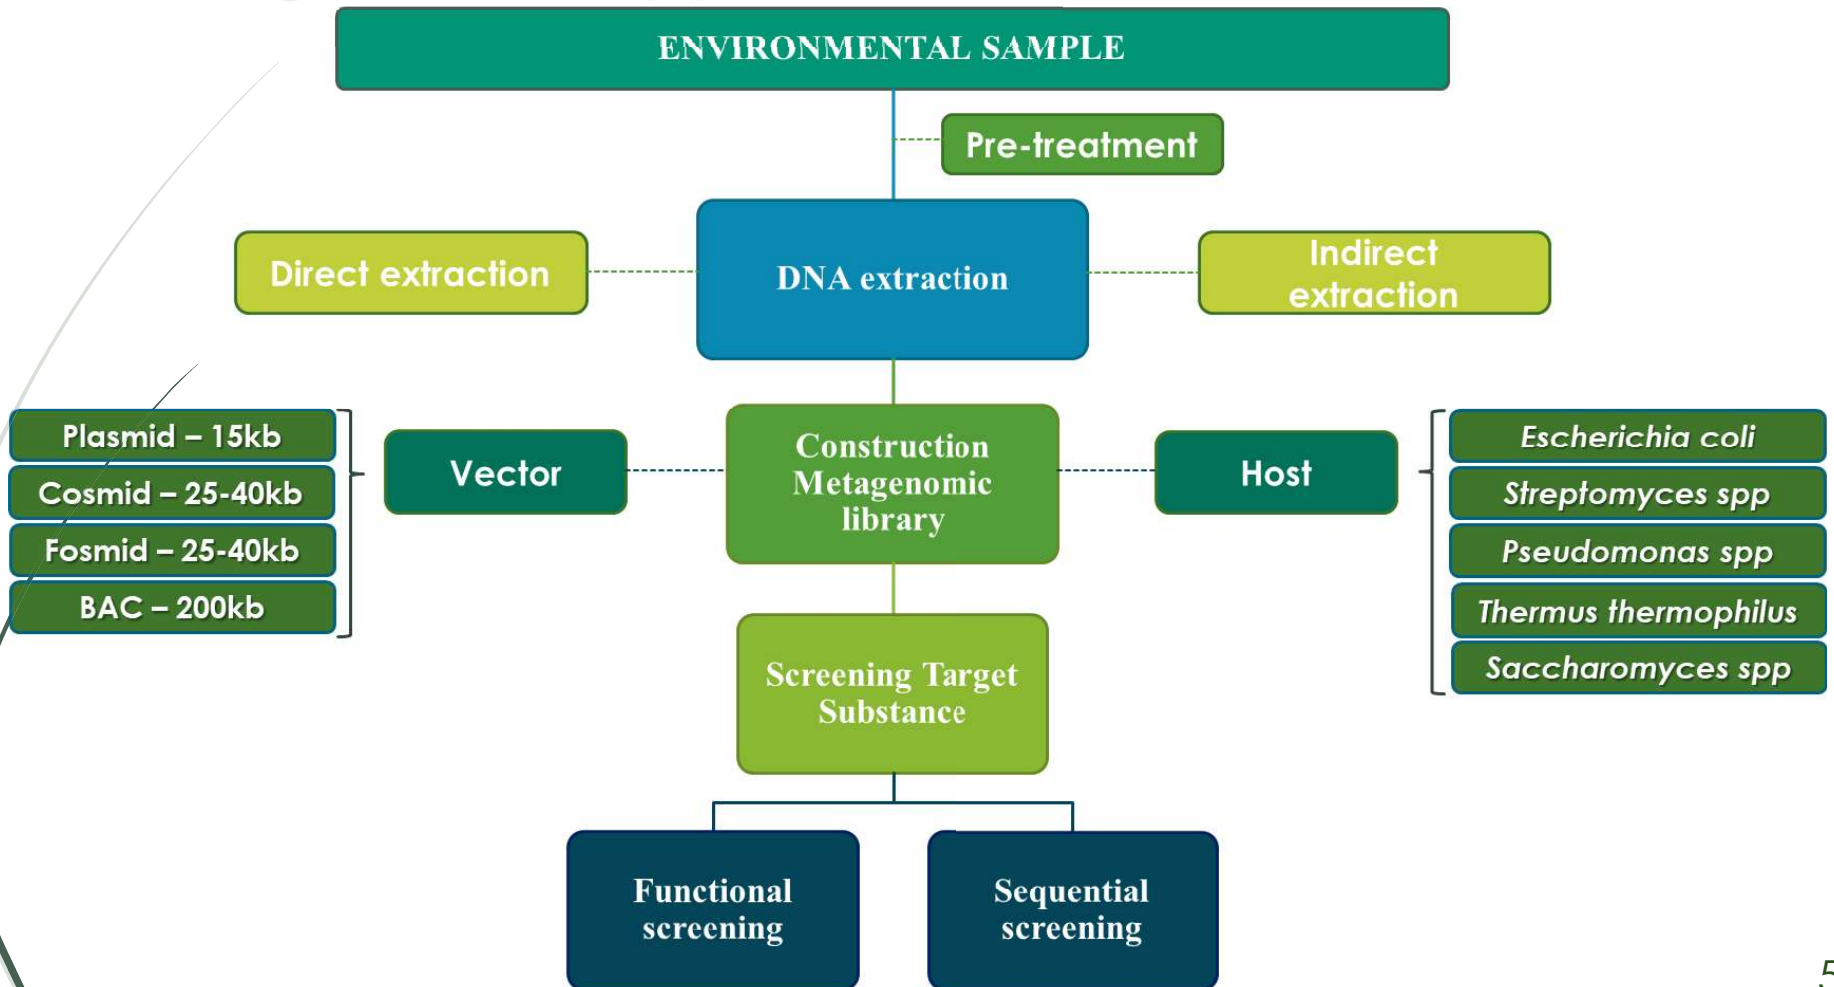 ENVIRONMENTAL SAMPLE
Pre-treatment
Direct extraction
DNA extraction
Indirect
extraction
Plasmid – 15kb
Cosmid – 25-40kb
Fosmid – 25-40kb
BAC – 200kb
Vector
Construction
Metagenomic
library
Host
Escherichia coli
Streptomyces spp
Pseudomonas spp
Thermus thermophilus
Saccharomyces spp
Screening Target
Substance
Functional
screening
Sequential
screening
5